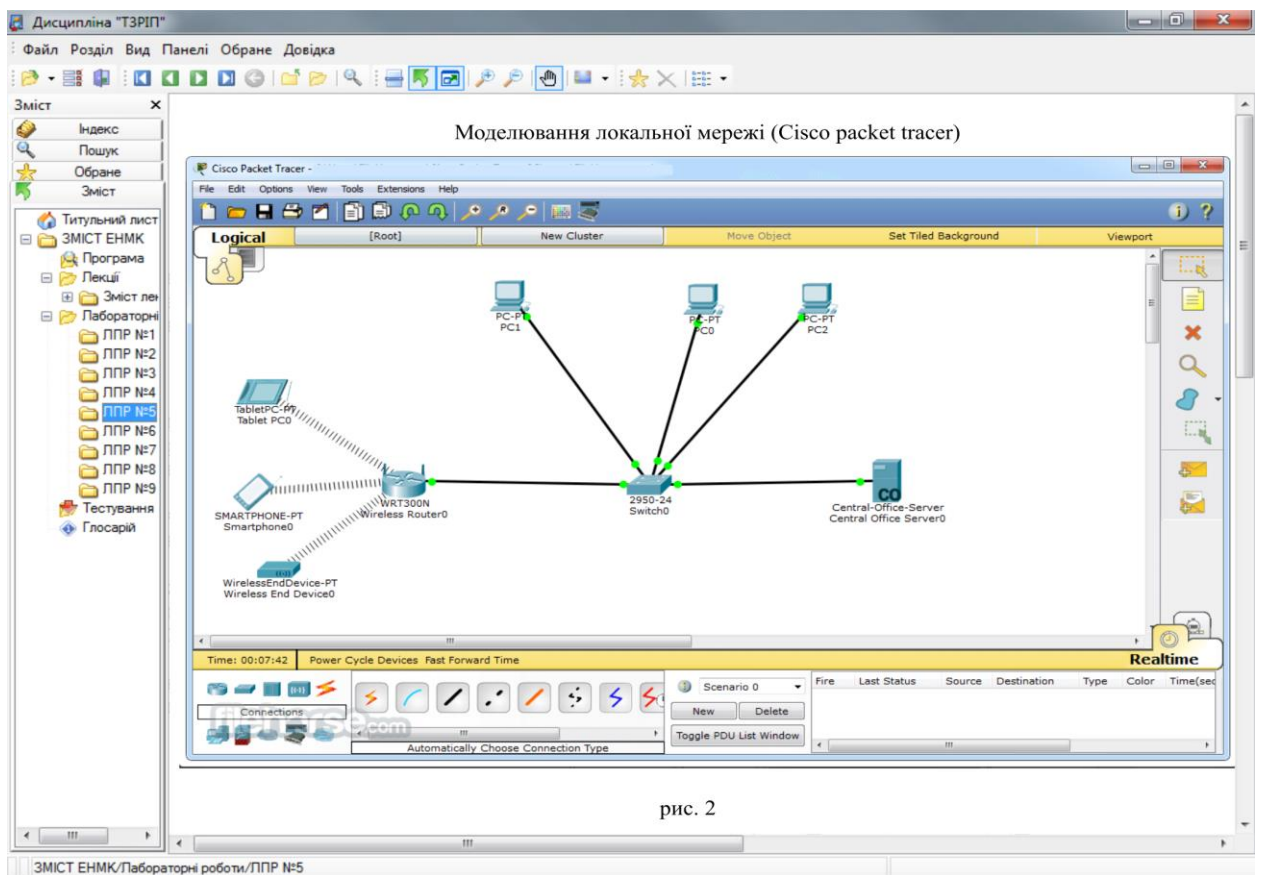 Дисципліна "ТЗРІП"
Файл Розділ Вид Панелі Обране Довідка
Зміст
Індекс
Пошук
Обране
Зміст
Титульний лист
ЗМІСТ ЕНМК
Програма
Лекції
Зміст лек
Лабораторні
ЛПР №1
ЛПР №2
ЛПР №3
ЛПР №4
ЛПР №5
ЛПР №6
ЛПР №7
ЛПР №8
ЛПР №9
Тестування
Глосарій
Моделювання локальної мережі (Cisco packet tracer)
Cisco Packet Tracer -
File Edit Options View Tools Extensions Help
Logical [Root] New Cluster Move Object Set Tiled Background Viewport
PC-PT
PC1
PC-PT
PC0
PC-PT
PC2
TabletPC-PT
Tablet PC0
SMARTPHONE-PT
Smartphone0
WRT300N
Wireless Router0
WirelessEndDevice-PT
Wireless End Device0
2950-24
Switch0
CO
Central-Office-Server
Central Office Server0
Time: 00:07:42 Power Cycle Devices Fast Forward Time
Realtime
Connections
Automatically Choose Connection Type
Scenario 0
New Delete
Toggle PDU List Window
Fire Last Status Source Destination Type Color Time(sec
рис. 2
ЗМІСТ ЕНМК/Лабораторні роботи/ЛПР №5